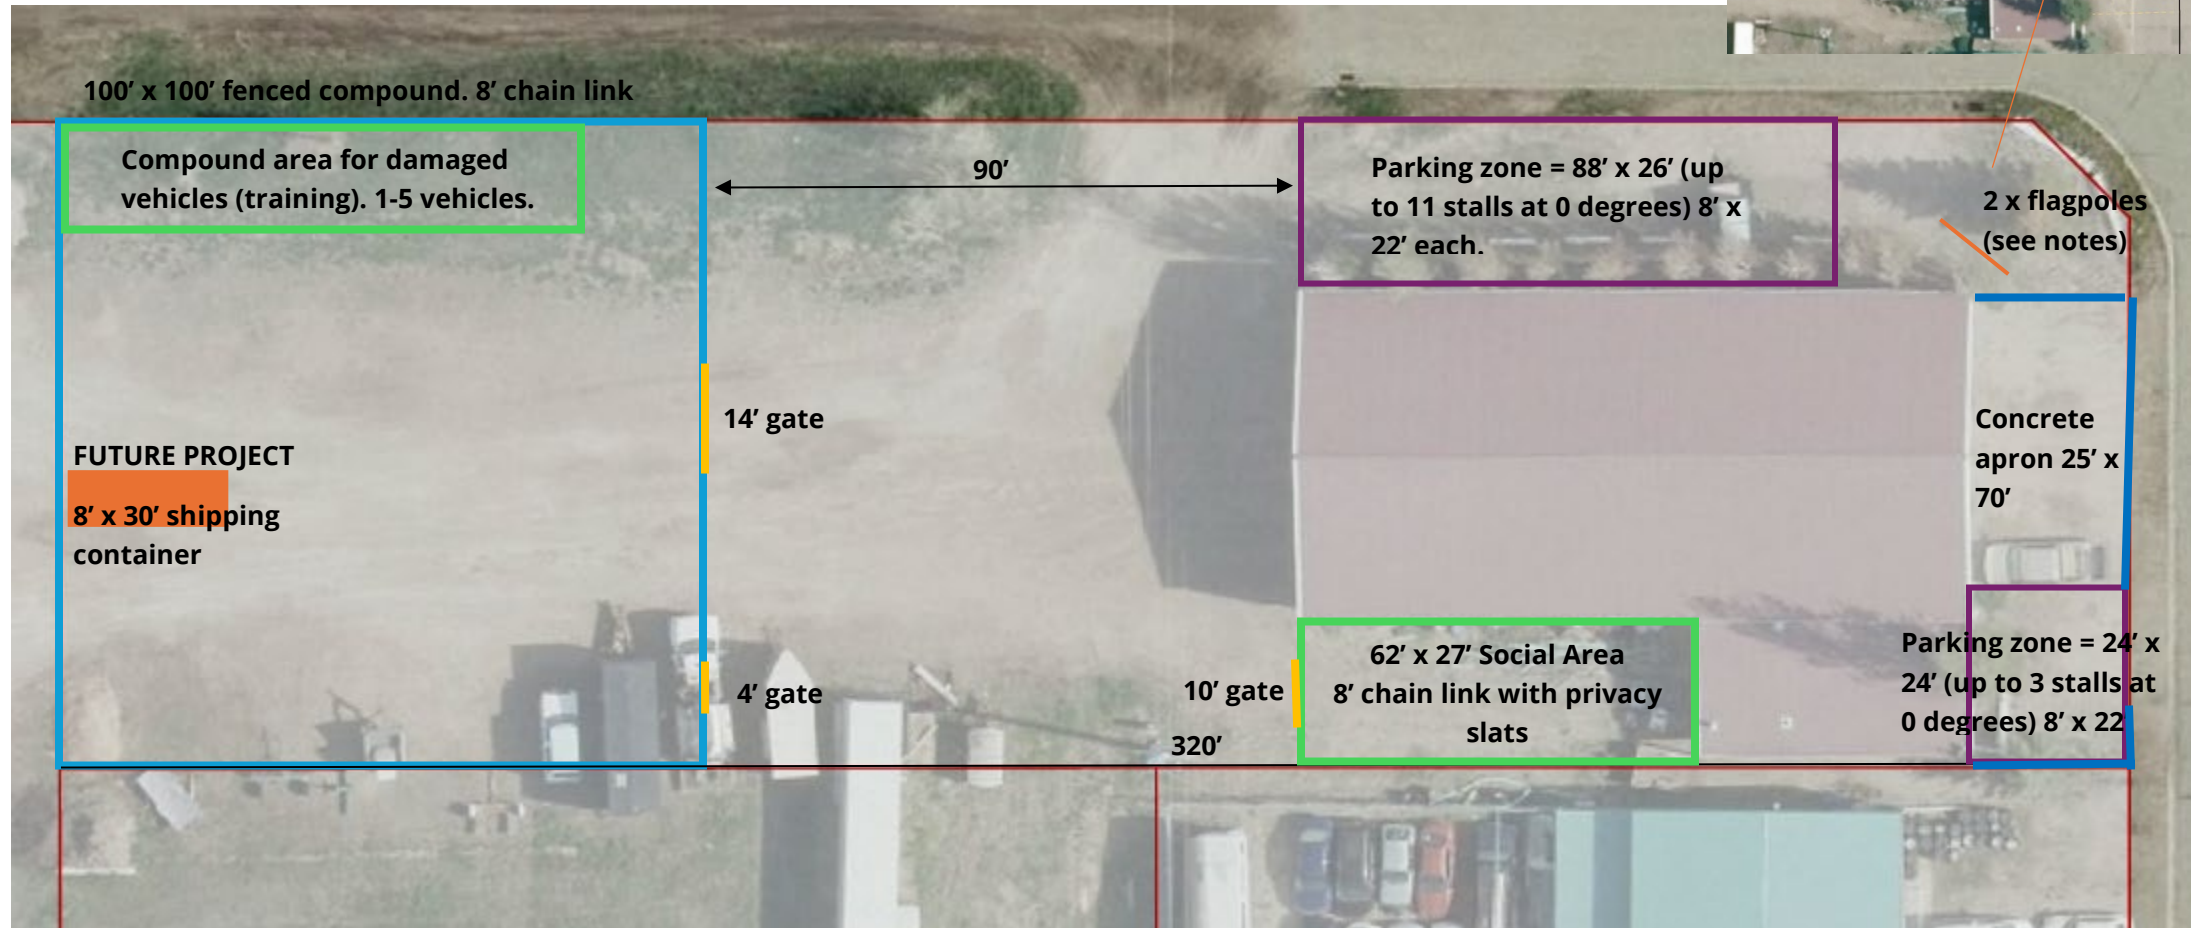 100’ x 100’ fenced compound. 8’ chain link
Compound area for damaged
vehicles (training). 1-5 vehicles.
90’
Parking zone = 88’ x 26’ (up
to 11 stalls at 0 degrees) 8’ x
22’ each.
2 x flagpoles
(see notes)
14’ gate
Concrete
apron 25’ x
70’
FUTURE PROJECT
8’ x 30’ shipping
container
4’ gate
10’ gate
62’ x 27’ Social Area
8’ chain link with privacy
slats
Parking zone = 24’ x
24’ (up to 3 stalls at
0 degrees) 8’ x 22
320’